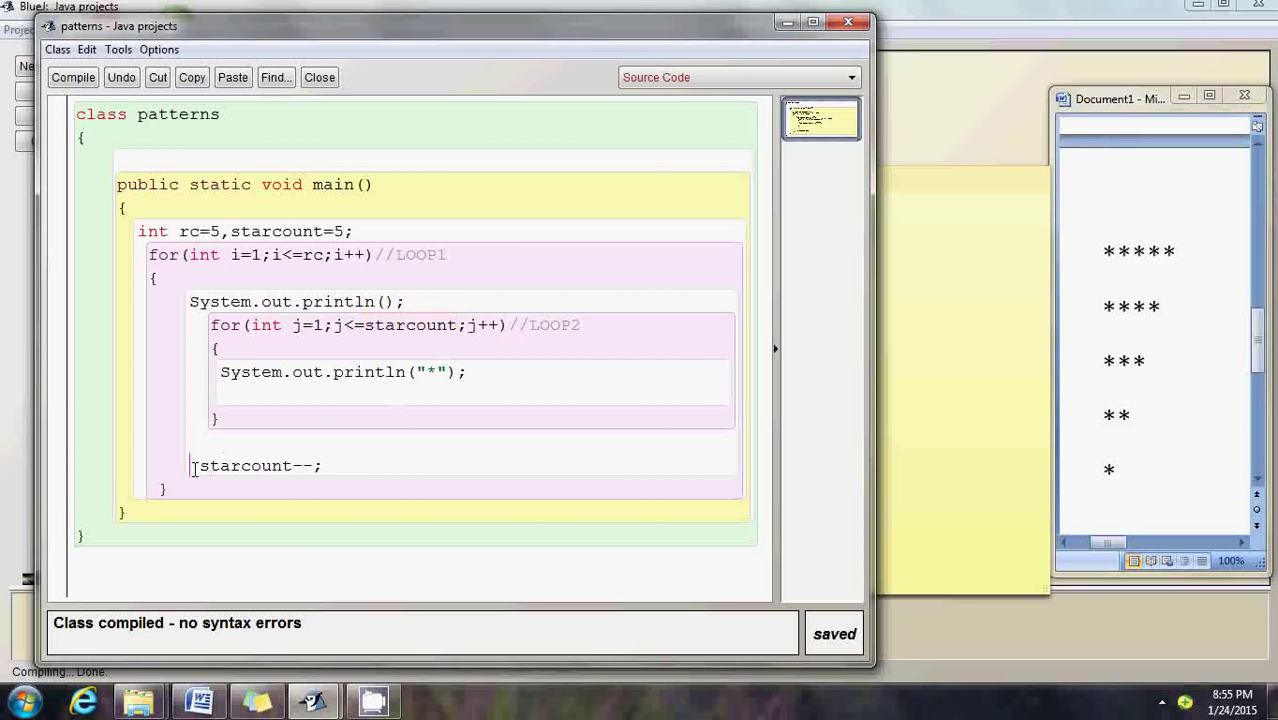 BlueJ: Java projects
patterns - Java projects
Class Edit Tools Options
Compile Undo Cut Copy Paste Find... Close Source Code
class patterns
{
public static void main()
{
int rc=5,starcount=5;
for(int i=1;i<=rc;i++)//LOOP1
{
System.out.println();
for(int j=1;j<=starcount;j++)//LOOP2
{
System.out.println("*");
}
starcount--;
}
}
}
Class compiled - no syntax errors
saved
Compiling... Done.
Document1 - Mi...
*****
****
***
**
*
100%
8:55 PM
1/24/2015